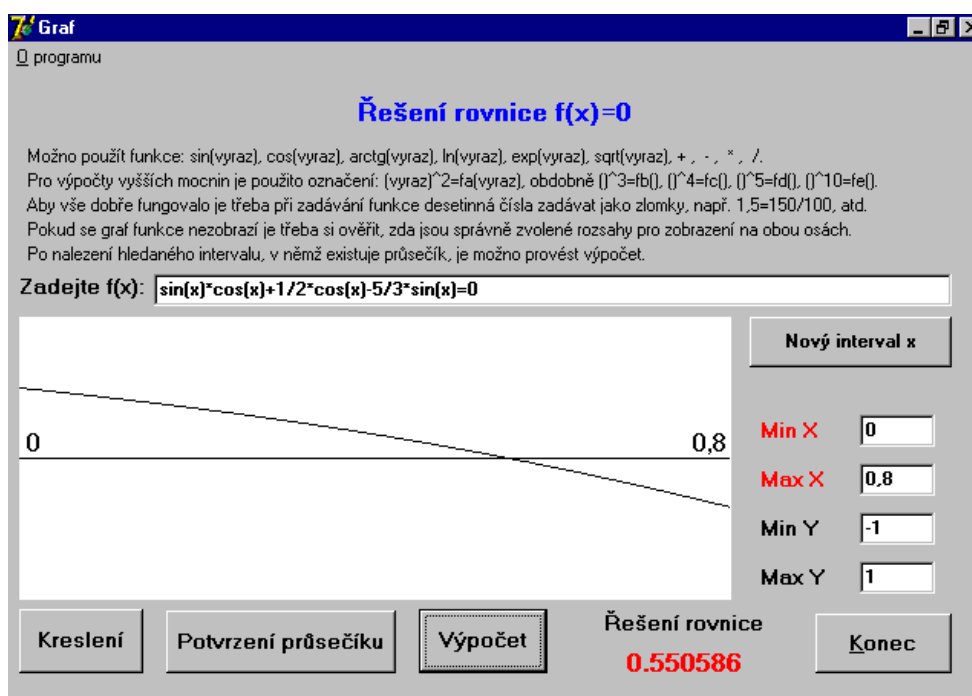 Graf
O programu
Řešení rovnice f(x)=0
Možno použít funkce: sin(vyraz), cos(vyraz), arctg(vyraz), ln(vyraz), exp(vyraz), sqrt(vyraz), + , - , * , /.
Pro výpočty vyšších mocnin je použito označení: (vyraz)^2=fa(vyraz), obdobně ()^3=fb(), ()^4=fc(), ()^5=fd(), ()^10=fe().
Aby vše dobře fungovalo je třeba při zadávání funkce desetinná čísla zadávat jako zlomky, např. 1,5=150/100, atd.
Pokud se graf funkce nezobrazí je třeba si ověřit, zda jsou správně zvolené rozsahy pro zobrazení na obou osách.
Po nalezení hledaného intervalu, v němž existuje průsečík, je možno provést výpočet.
Zadejte f(x): sin(x)*cos(x)+1/2*cos(x)-5/3*sin(x)=0
Nový interval x
0 0,8
Min X 0
Max X 0,8
Min Y -1
Max Y 1
Kreslení
Potvrzení průsečíku
Výpočet
Řešení rovnice
0.550586
Konec